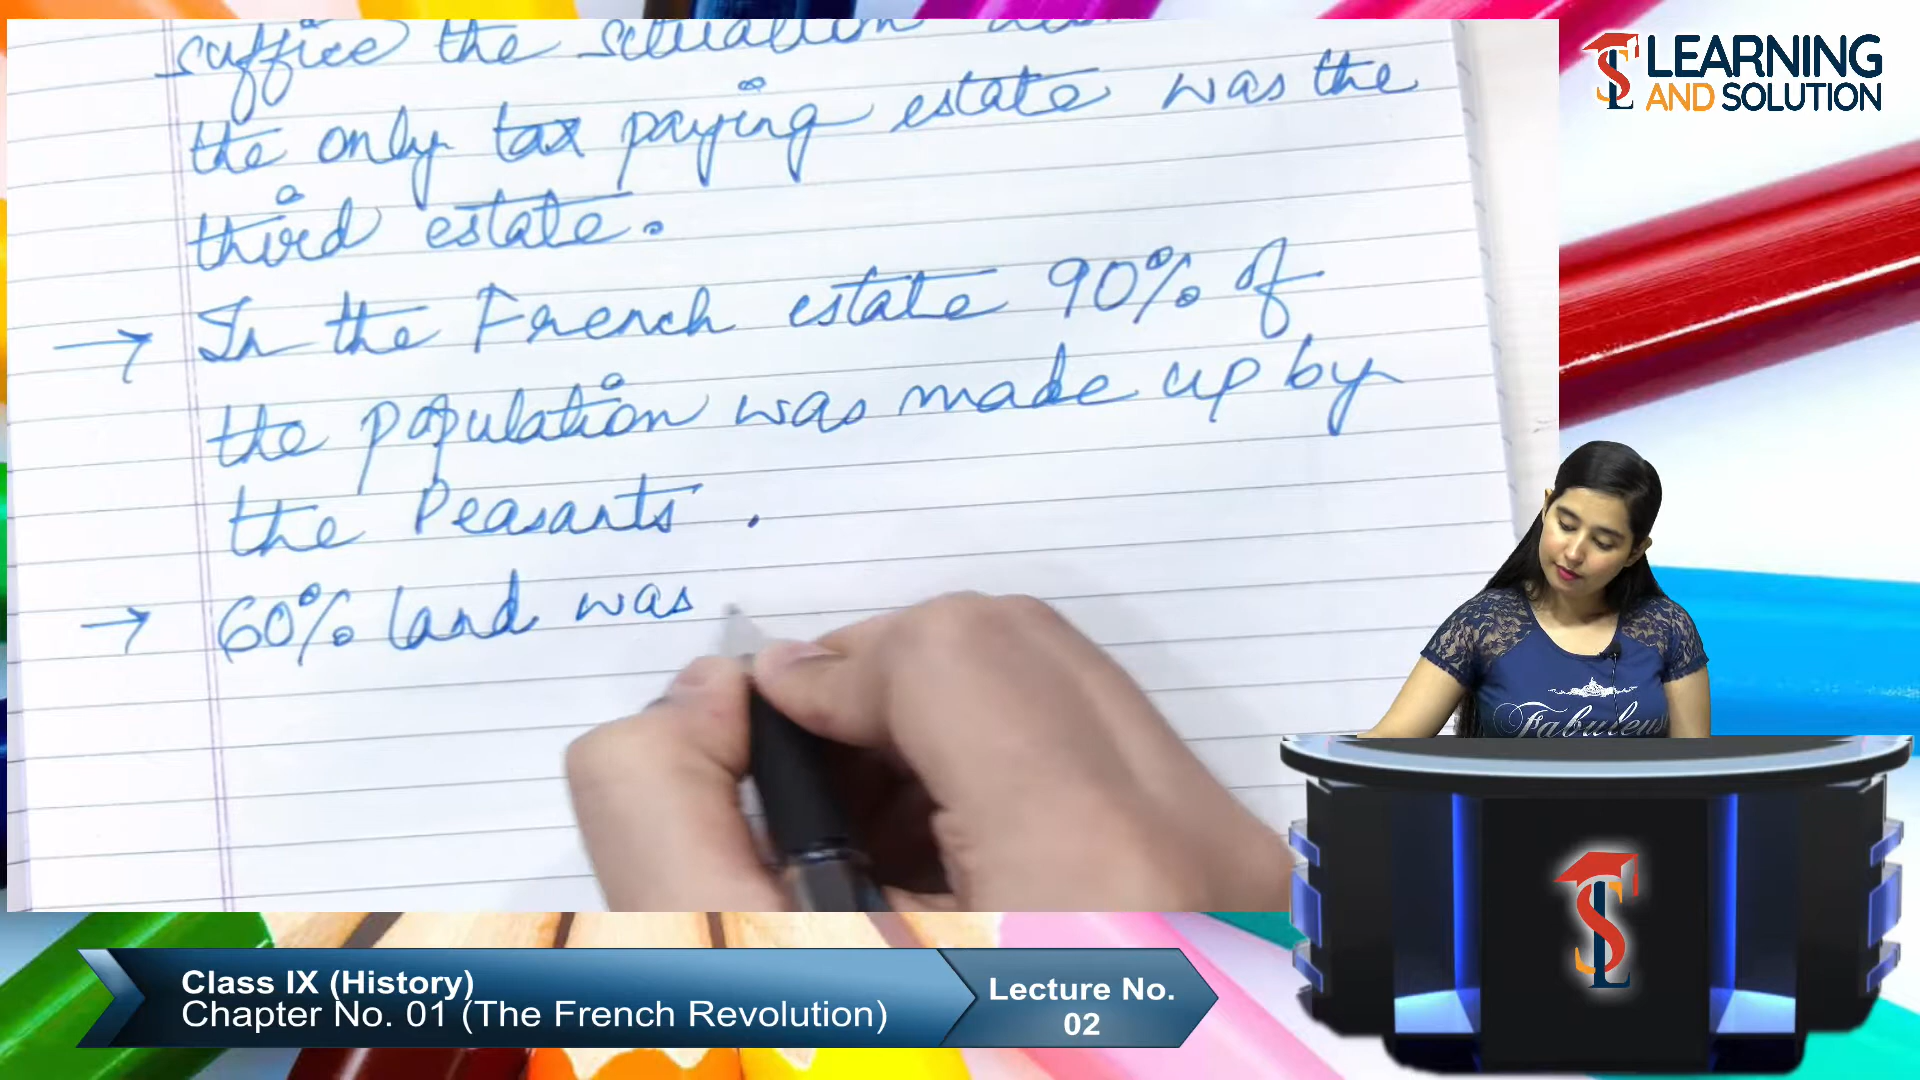 suffice the situation
the only tax paying estate was the
third estate.
→ In the French estate 90% of
the population was made up by
the Peasants.
→ 60% land was
LEARNING
AND SOLUTION
Fabuleus
Class IX (History)
Chapter No. 01 (The French Revolution)
Lecture No.
02